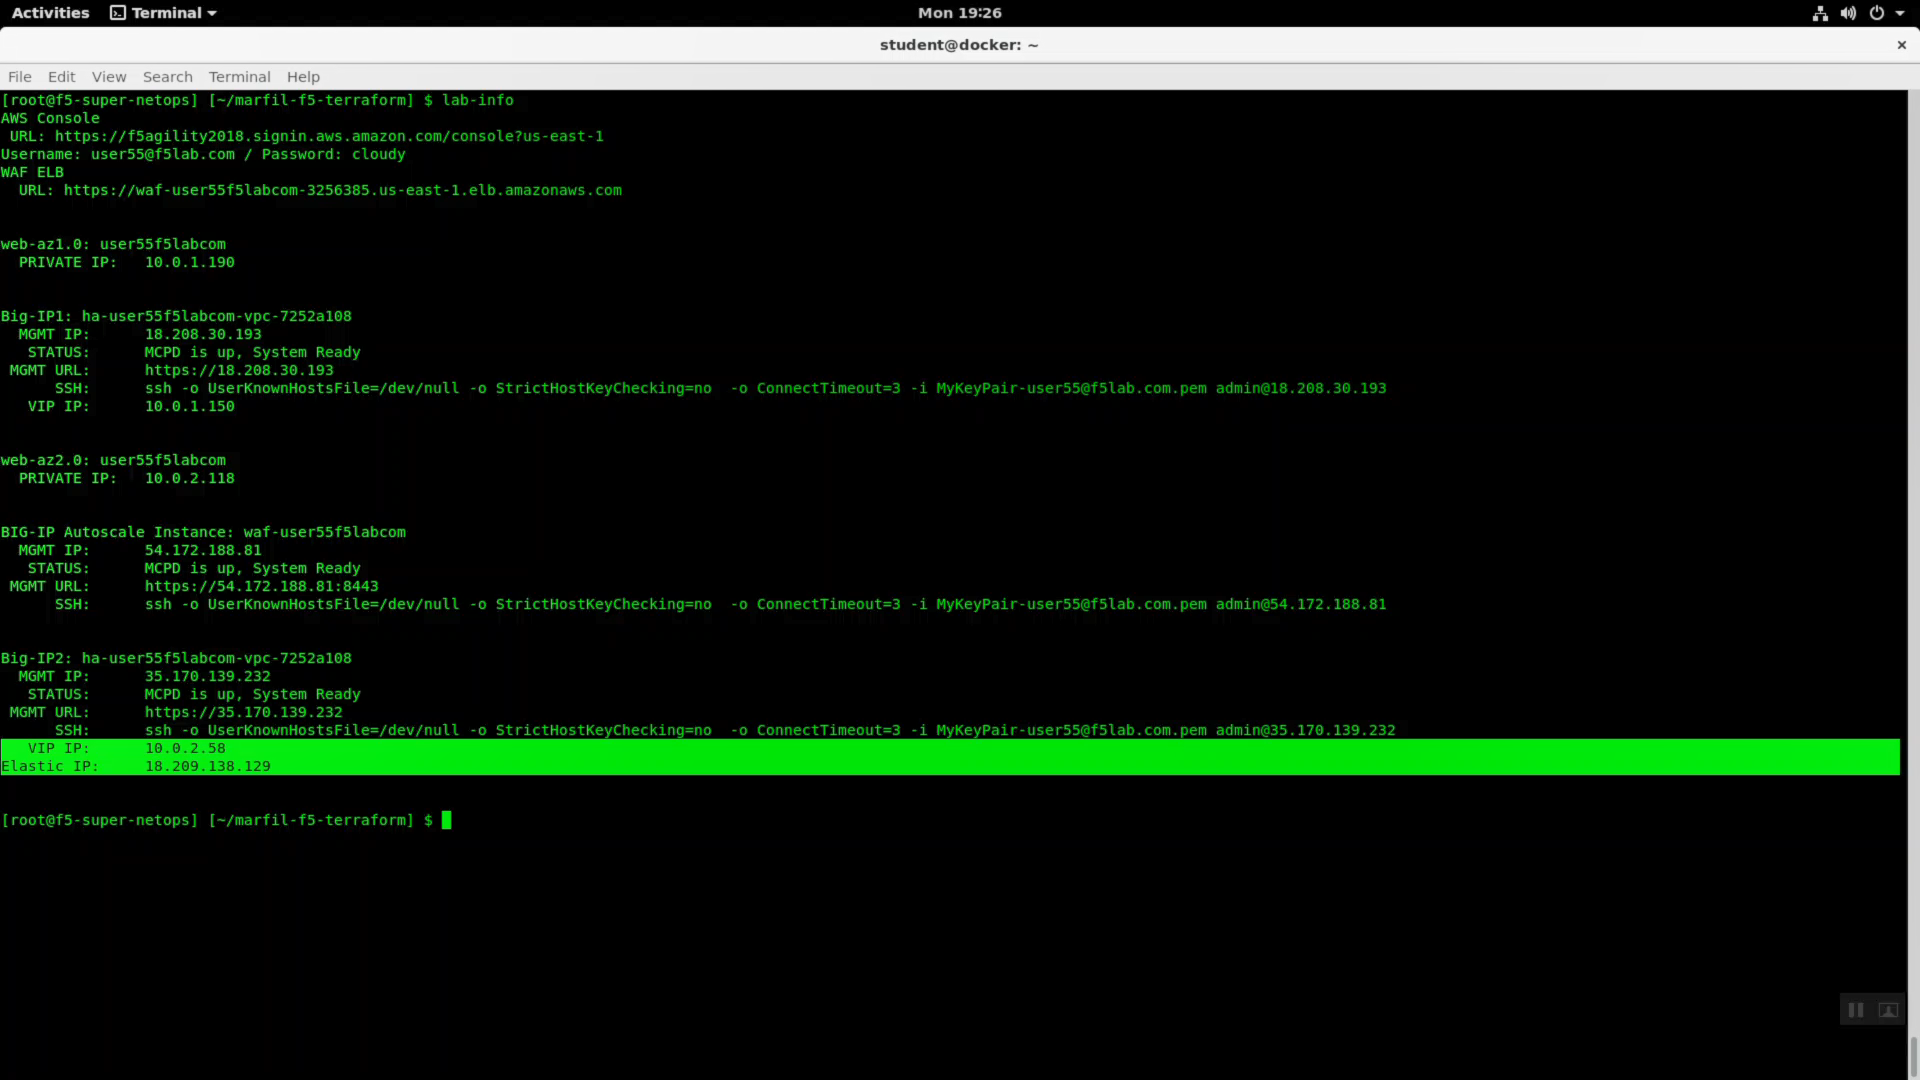 Activities Terminal Mon 19:26
student@docker: ~ ×
File Edit View Search Terminal Help
[root@f5-super-netops] [~/marfil-f5-terraform] $ lab-info
AWS Console
URL: https://f5agility2018.signin.aws.amazon.com/console?us-east-1
Username: user55@f5lab.com / Password: cloudy
WAF ELB
URL: https://waf-user55f5labcom-3256385.us-east-1.elb.amazonaws.com
web-az1.0: user55f5labcom
PRIVATE IP: 10.0.1.190
Big-IP1: ha-user55f5labcom-vpc-7252a108
MGMT IP: 18.208.30.193
STATUS: MCPD is up, System Ready
MGMT URL: https://18.208.30.193
SSH: ssh -o UserKnownHostsFile=/dev/null -o StrictHostKeyChecking=no -o ConnectTimeout=3 -i MyKeyPair-user55@f5lab.com.pem admin@18.208.30.193
VIP IP: 10.0.1.150
web-az2.0: user55f5labcom
PRIVATE IP: 10.0.2.118
BIG-IP Autoscale Instance: waf-user55f5labcom
MGMT IP: 54.172.188.81
STATUS: MCPD is up, System Ready
MGMT URL: https://54.172.188.81:8443
SSH: ssh -o UserKnownHostsFile=/dev/null -o StrictHostKeyChecking=no -o ConnectTimeout=3 -i MyKeyPair-user55@f5lab.com.pem admin@54.172.188.81
Big-IP2: ha-user55f5labcom-vpc-7252a108
MGMT IP: 35.170.139.232
STATUS: MCPD is up, System Ready
MGMT URL: https://35.170.139.232
SSH: ssh -o UserKnownHostsFile=/dev/null -o StrictHostKeyChecking=no -o ConnectTimeout=3 -i MyKeyPair-user55@f5lab.com.pem admin@35.170.139.232
VIP IP: 10.0.2.58
Elastic IP: 18.209.138.129
[root@f5-super-netops] [~/marfil-f5-terraform] $